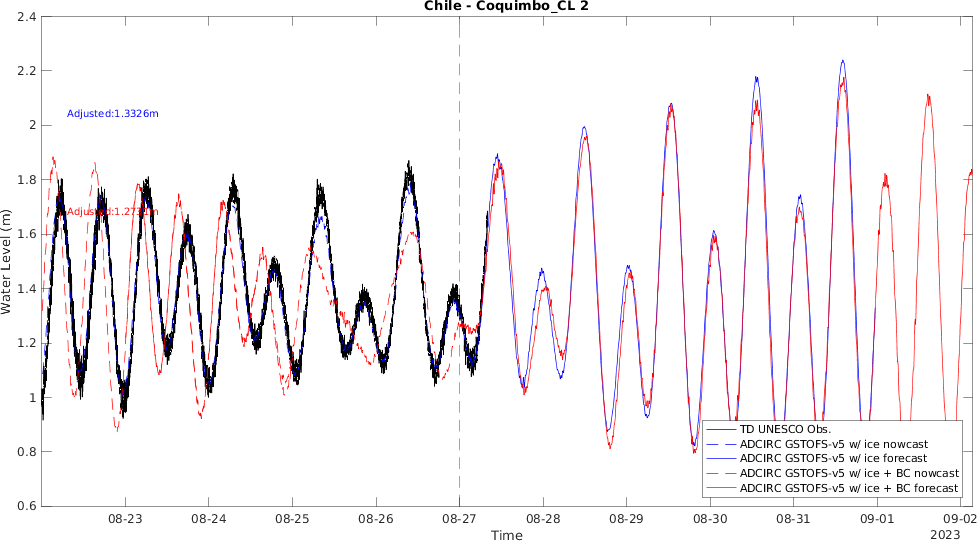 Chile - Coquimbo_CL 2
Water Level (m)
2.4
2.2
2
1.8
1.6
1.4
1.2
1
0.8
0.6
Adjusted:1.3326m
TD UNESCO Obs.
ADCIRC GSTOFS-v5 w/ ice nowcast
ADCIRC GSTOFS-v5 w/ ice forecast
ADCIRC GSTOFS-v5 w/ ice + BC nowcast
ADCIRC GSTOFS-v5 w/ ice + BC forecast
08-23 08-24 08-25 08-26 08-27 08-28 08-29 08-30 08-31 09-01 09-02
2023
Time